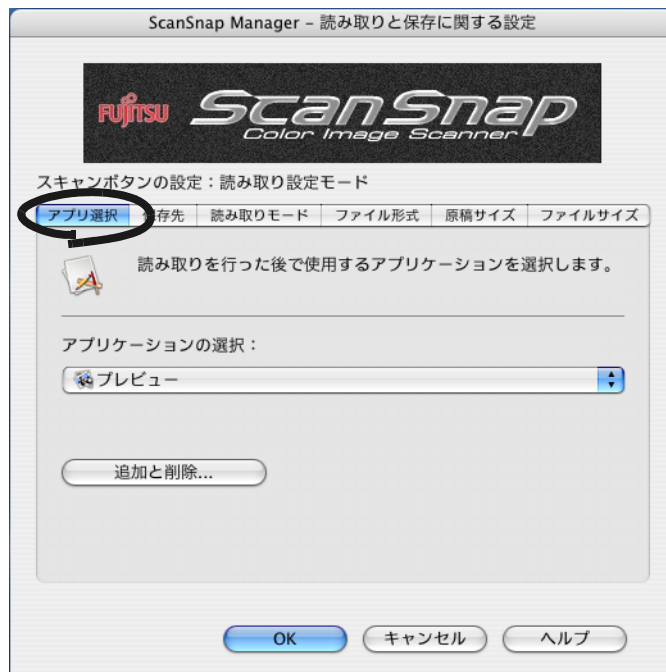 ScanSnap Manager – 読み取りと保存に関する設定
FUJITSU ScanSnap
Color Image Scanner
スキャンボタンの設定：読み取り設定モード
アプリ選択 存先 読み取りモード ファイル形式 原稿サイズ ファイルサイズ
読み取りを行った後で使用するアプリケーションを選択します。
アプリケーションの選択：
プレビュー
追加と削除...
OK キャンセル ヘルプ